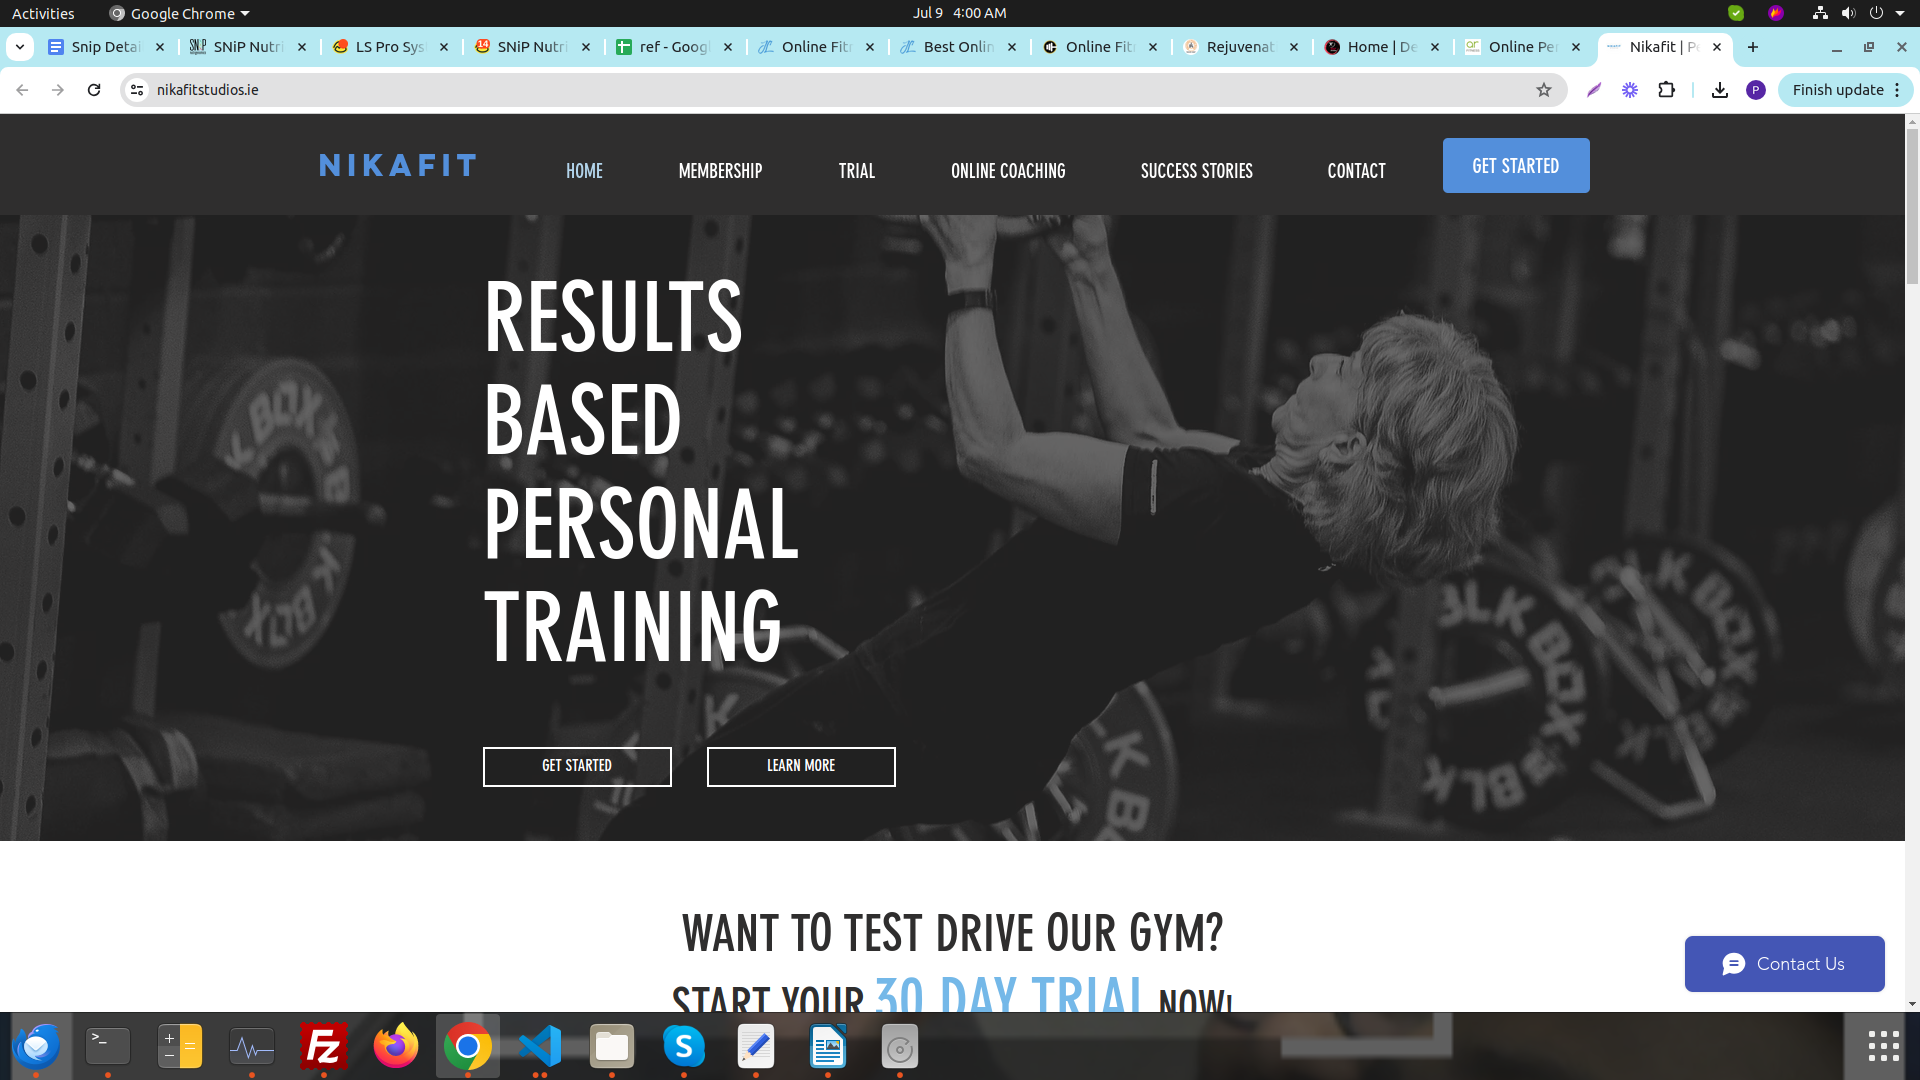 Activities
Google Chrome
Jul 9 4:00 AM
Snip Detai
SNiP Nutri
LS Pro Sys
SNiP Nutri
ref - Googl
Online Fitn
Best Onlin
Online Fitn
Rejuvenat
Home | De
Online Per
Nikafit | Pe
nikafitstudios.ie
P
Finish update
NIKAFIT
HOME
MEMBERSHIP
TRIAL
ONLINE COACHING
SUCCESS STORIES
CONTACT
GET STARTED
RESULTS
BASED
PERSONAL
TRAINING
GET STARTED
LEARN MORE
WANT TO TEST DRIVE OUR GYM?
START YOUR 30 DAY TRIAL NOW!
Contact Us